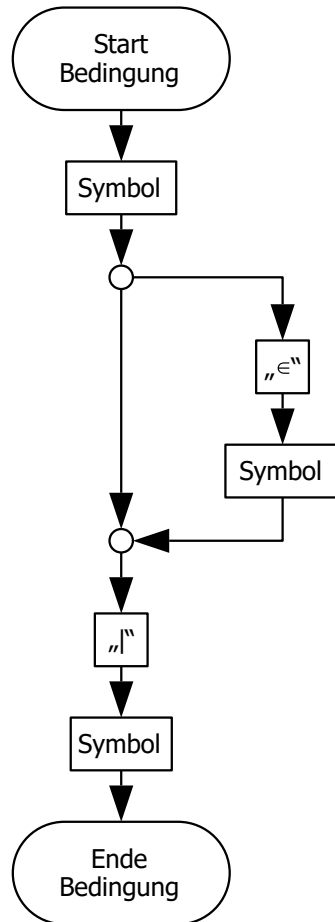 Start
Bedingung
Symbol
„∈“
Symbol
„|“
Symbol
Ende
Bedingung